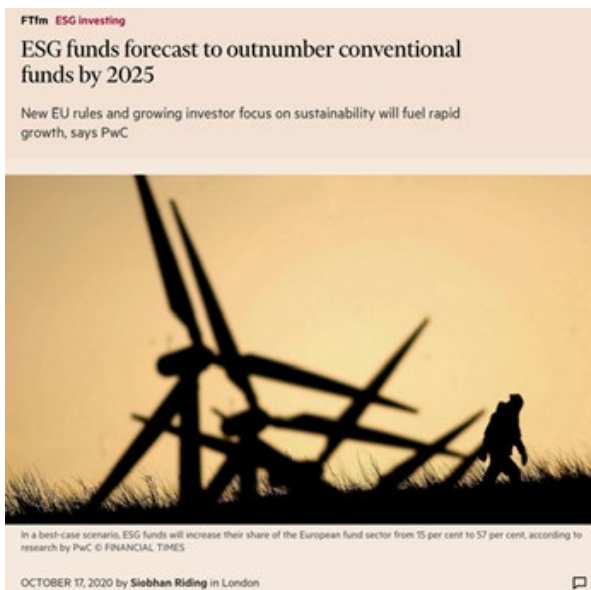 FTfm ESG investing
ESG funds forecast to outnumber conventional
funds by 2025
New EU rules and growing investor focus on sustainability will fuel rapid
growth, says PwC
In a best-case scenario, ESG funds will increase their share of the European fund sector from 15 per cent to 57 per cent, according to
research by PwC © FINANCIAL TIMES
OCTOBER 17, 2020 by Siobhan Riding in London